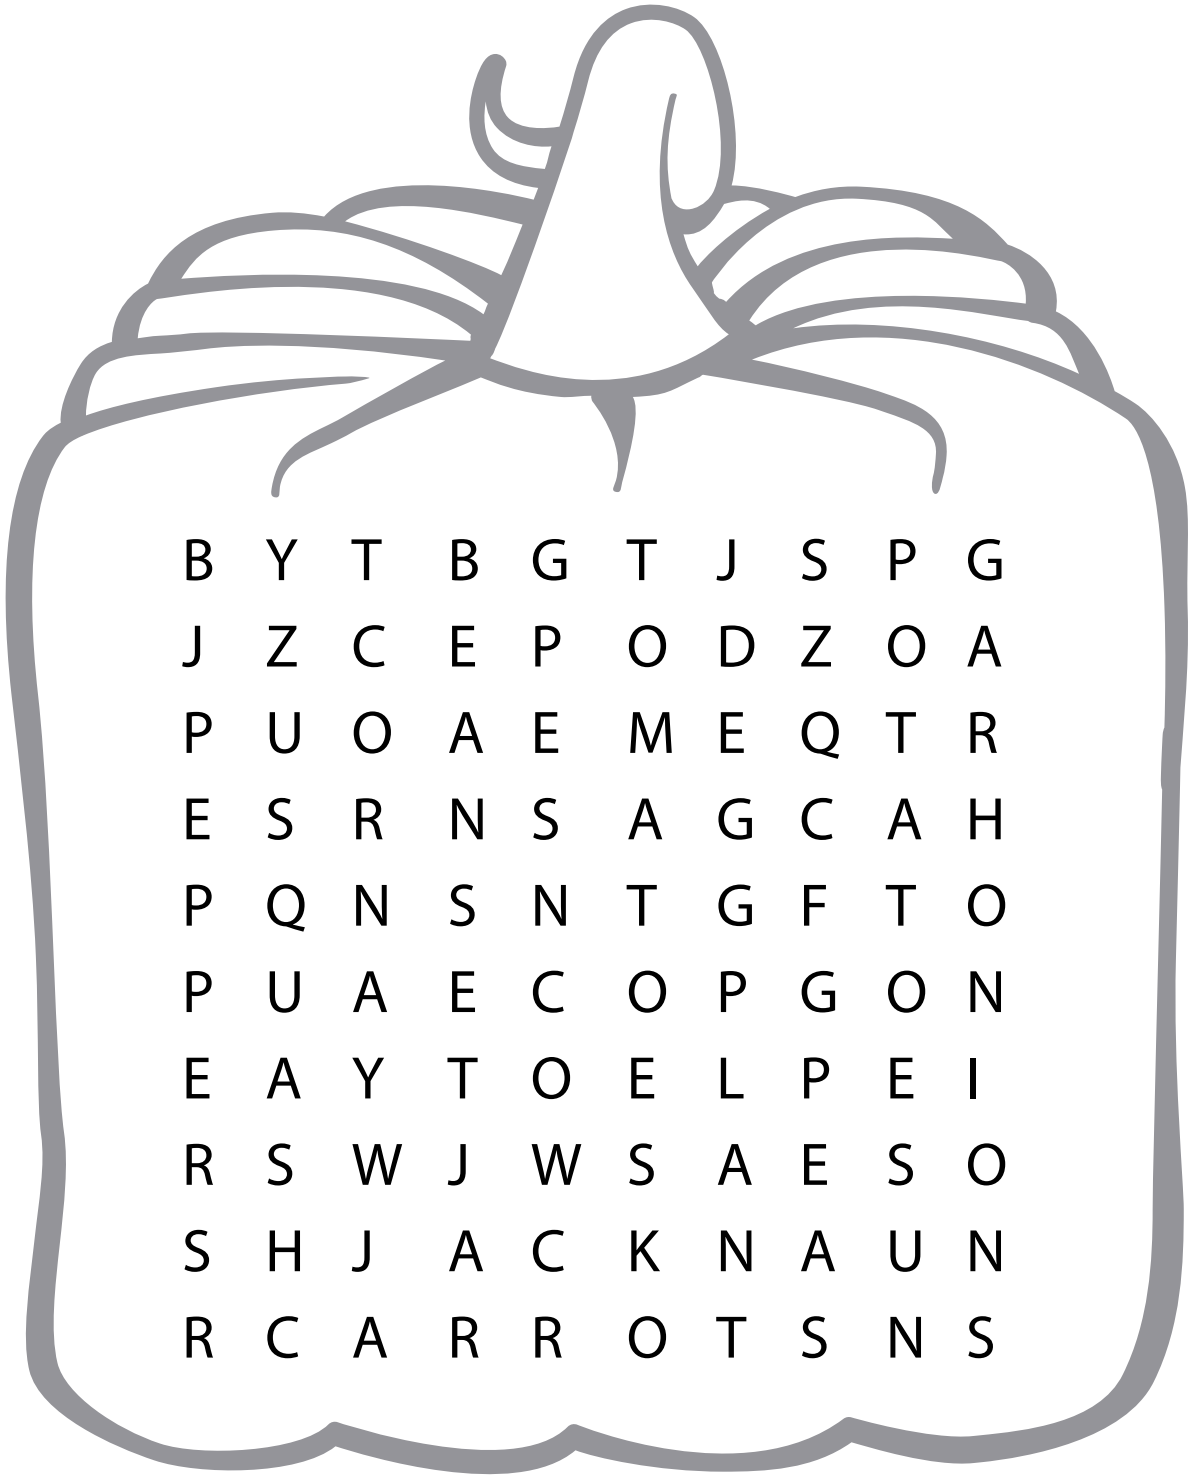 B Y T B G T J S P G
J Z C E P O D Z O A
P U O A E M E Q T R
E S R N S A G C A H
P Q N S N T G F T O
P U A E C O P G O N
E A Y T O E L P E I
R S W J W S A E S O
S H J A C K N A U N
R C A R R O T S N S